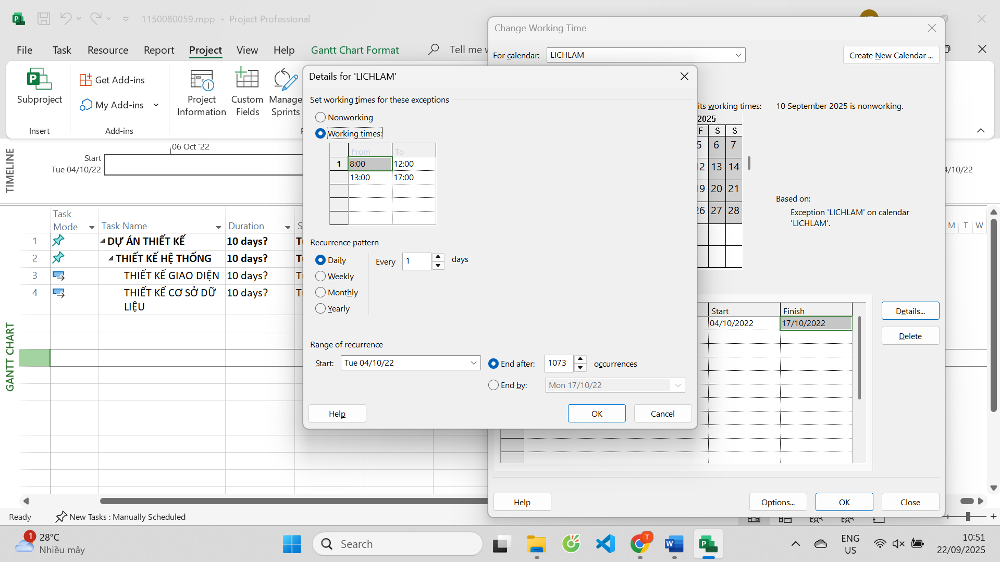 1150080059.mpp - Project Professional
Change Working Time
File
Task
Resource
Report
Project
View
Help
Gantt Chart Format
Tell me
For calendar:
LICHLAM
Create New Calendar ...
Subproject
Get Add-ins
My Add-ins
Project Information
Custom Fields
Manage Sprints
Insert
Add-ins
Details for 'LICHLAM'
Set working times for these exceptions
Nonworking
Working times:
From To
1 8:00 12:00
13:00 17:00
its working times:
10 September 2025 is nonworking.
2025
F S S
5 6 7
12 13 14
19 20 21
26 27 28
Based on:
Exception 'LICHLAM' on calendar
'LICHLAM'.
TIMELINE
06 Oct '22
Start
Tue 04/10/22
4/10/22
Recurrence pattern
Daily
Weekly
Monthly
Yearly
Every 1 days
Range of recurrence
Start: Tue 04/10/22
End after: 1073 occurrences
End by: Mon 17/10/22
Help
OK
Cancel
GANTT CHART
Task Mode
Task Name
Duration
S
M T W
1 DỰ ÁN THIẾT KẾ 10 days? Tu
2 THIẾT KẾ HỆ THỐNG 10 days? Tu
3 THIẾT KẾ GIAO DIỆN 10 days? Tu
4 THIẾT KẾ CƠ SỞ DỮ 10 days? Tu
LIỆU
Start Finish
04/10/2022 17/10/2022
Details...
Delete
Help
Options...
OK
Close
Ready
New Tasks : Manually Scheduled
1
28°C
Nhiều mây
Search
T
ENG
US
10:51
22/09/2025